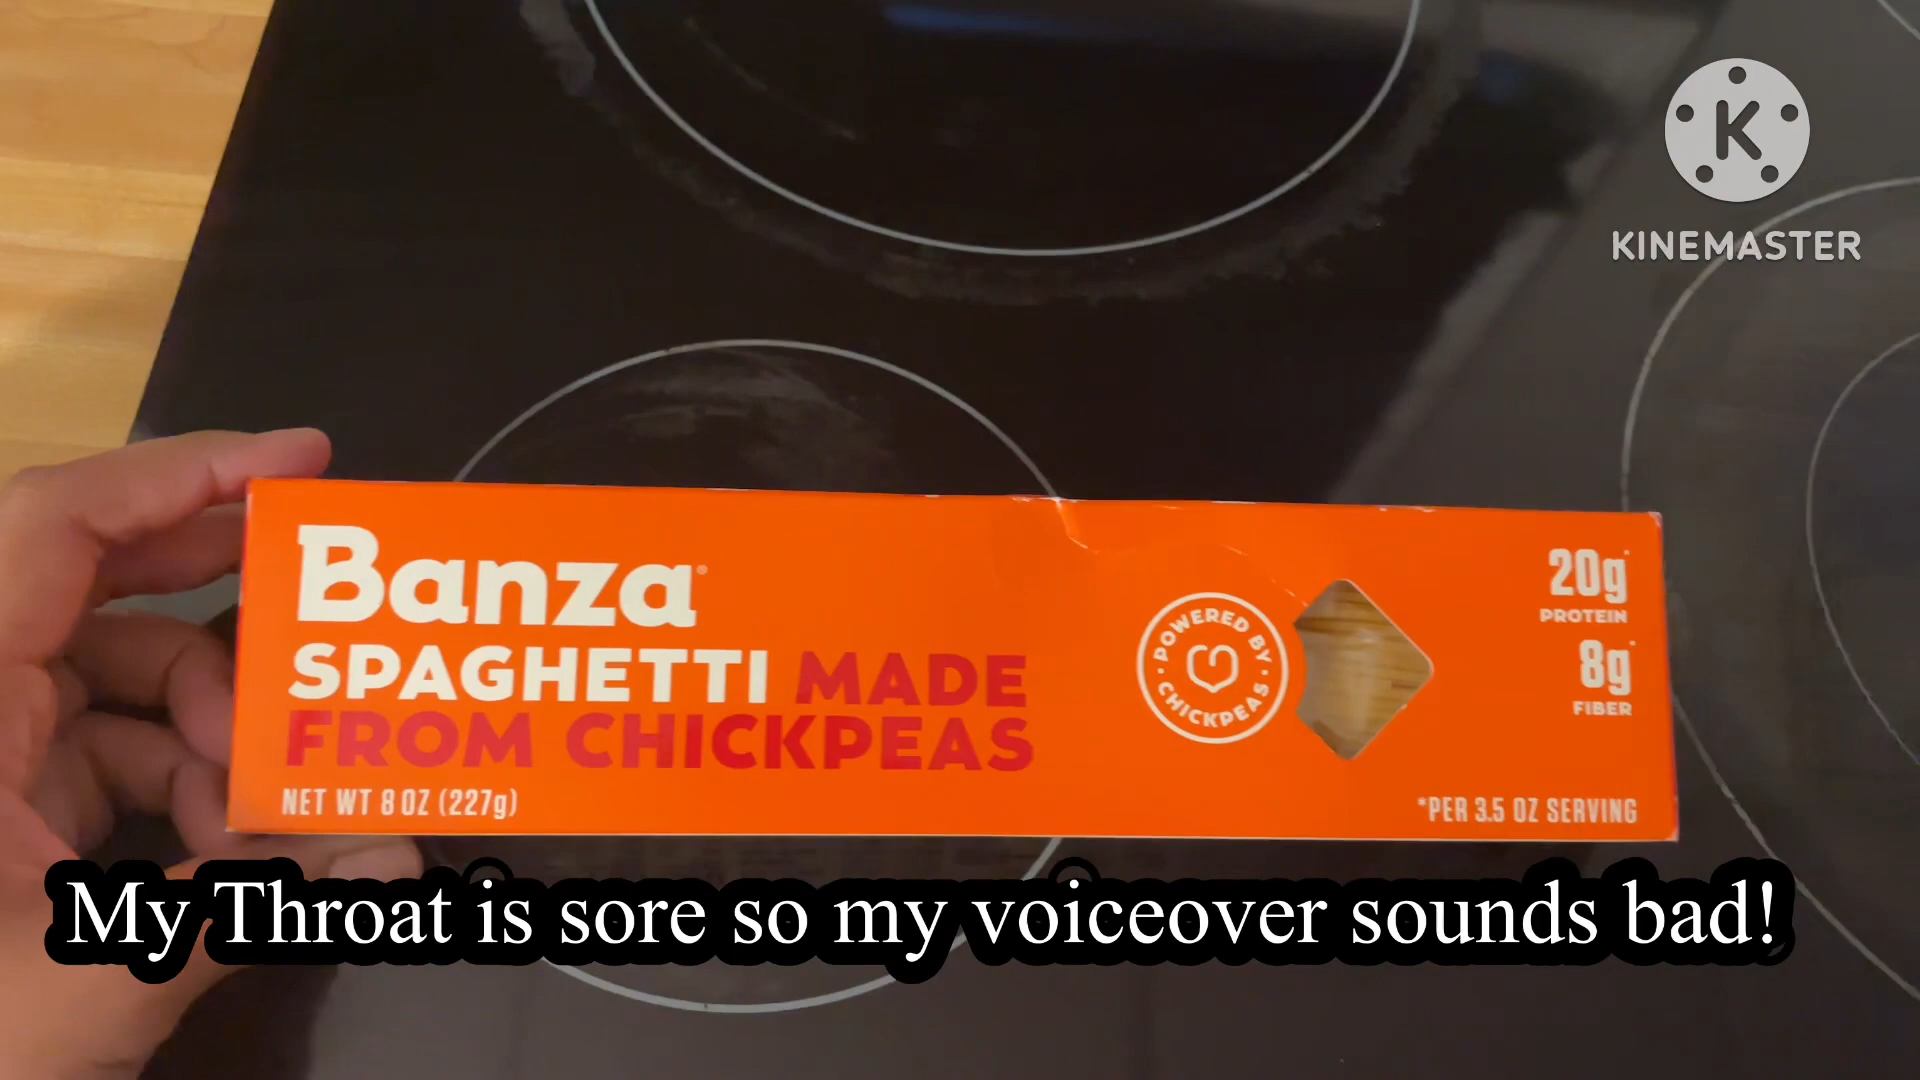 KINEMASTER
Banza
SPAGHETTI MADE
FROM CHICKPEAS
NET WT 8 OZ (227g)
POWERED BY CHICKPEAS
20g*
PROTEIN
8g*
FIBER
*PER 3.5 OZ SERVING
My Throat is sore so my voiceover sounds bad!